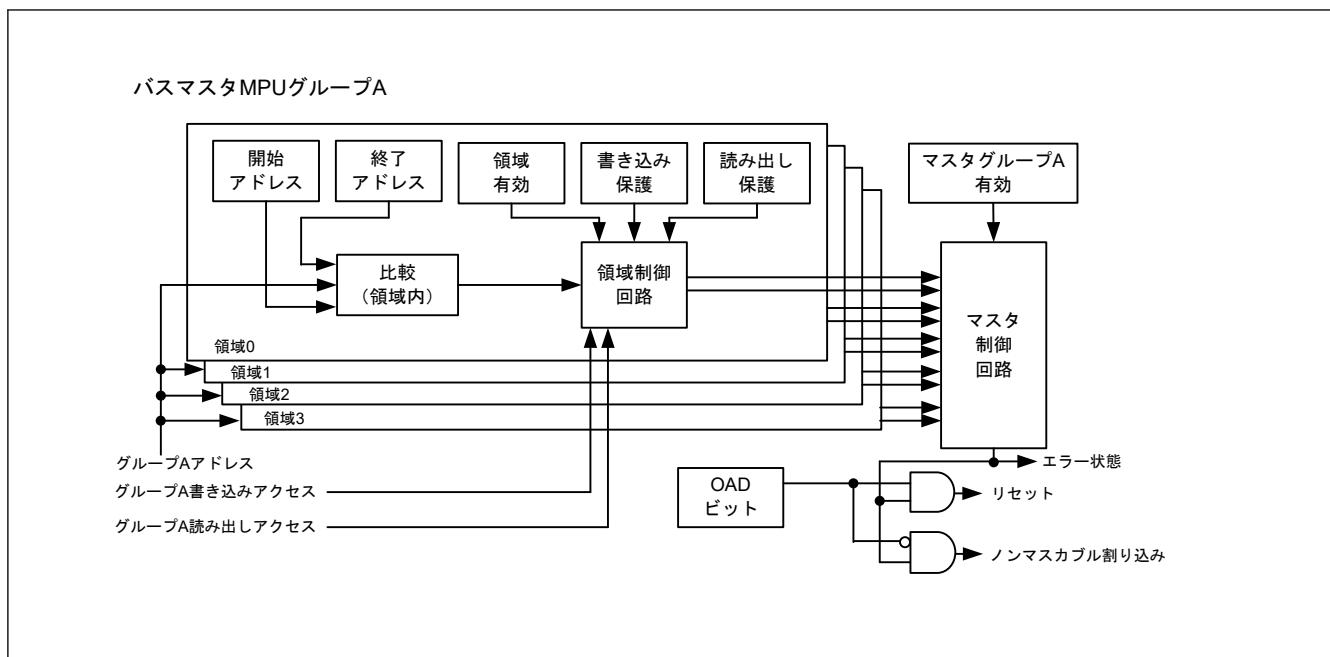 バスマスタMPUグループA
開始
アドレス
終了
アドレス
領域
有効
書き込み
保護
読み出し
保護
マスタグループA
有効
比較
（領域内）
領域制御
回路
マスタ
制御
回路
領域0
領域1
領域2
領域3
グループAアドレス
グループA書き込みアクセス
グループA読み出しアクセス
OAD
ビット
エラー状態
リセット
ノンマスカブル割り込み